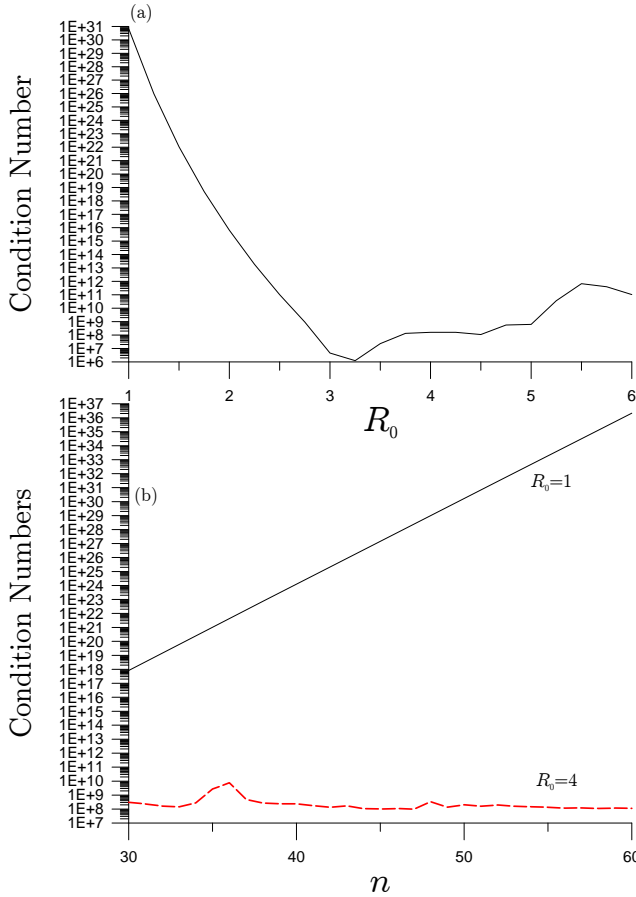 (a)
1E+31
1E+30
1E+29
1E+28
1E+27
1E+26
1E+25
1E+24
1E+23
1E+22
1E+21
1E+20
1E+19
1E+18
1E+17
1E+16
1E+15
1E+14
1E+13
1E+12
1E+11
1E+10
1E+9
1E+8
1E+7
1E+6
Condition Number
1 2 3 4 5 6
R₀
1E+37
1E+36
1E+35
1E+34
1E+33
1E+32
1E+31
1E+30
1E+29
1E+28
1E+27
1E+26
1E+25
1E+24
1E+23
1E+22
1E+21
1E+20
1E+19
1E+18
1E+17
1E+16
1E+15
1E+14
1E+13
1E+12
1E+11
1E+10
1E+9
1E+8
1E+7
Condition Numbers
(b)
R₀=1
R₀=4
30 40 50 60
n